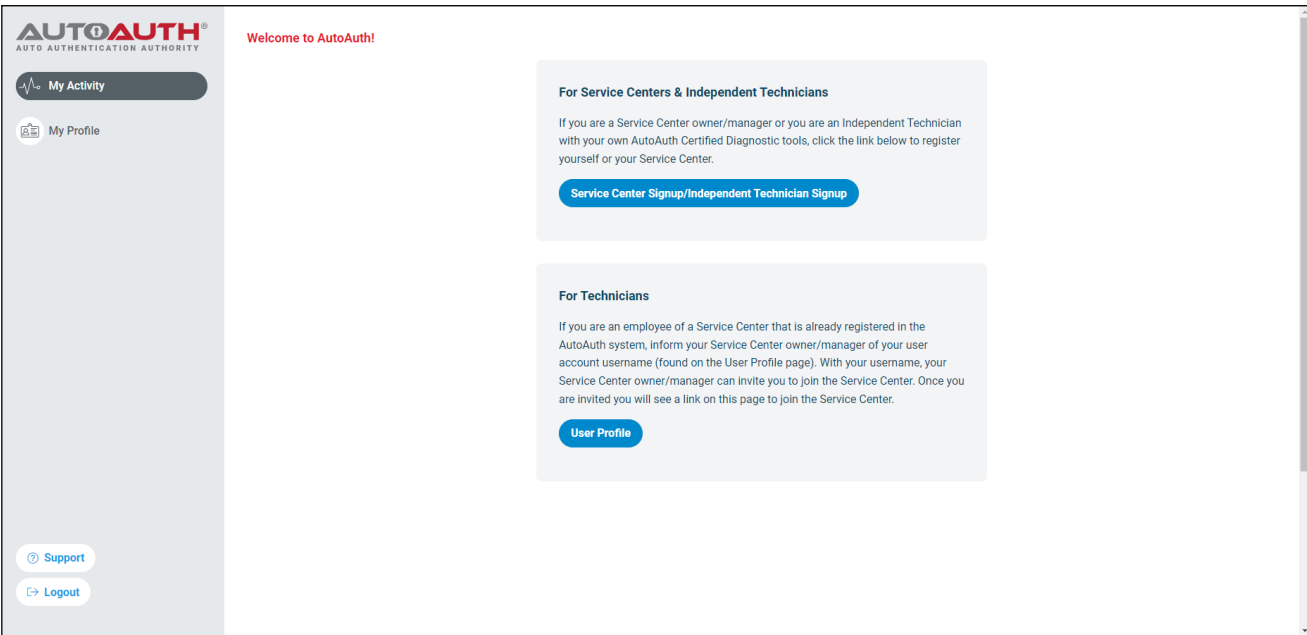 AUTOAUTH®
AUTO AUTHENTICATION AUTHORITY
My Activity
My Profile
Support
Logout
Welcome to AutoAuth!
For Service Centers & Independent Technicians
If you are a Service Center owner/manager or you are an Independent Technician
with your own AutoAuth Certified Diagnostic tools, click the link below to register
yourself or your Service Center.
Service Center Signup/Independent Technician Signup
For Technicians
If you are an employee of a Service Center that is already registered in the
AutoAuth system, inform your Service Center owner/manager of your user
account username (found on the User Profile page). With your username, your
Service Center owner/manager can invite you to join the Service Center. Once you
are invited you will see a link on this page to join the Service Center.
User Profile